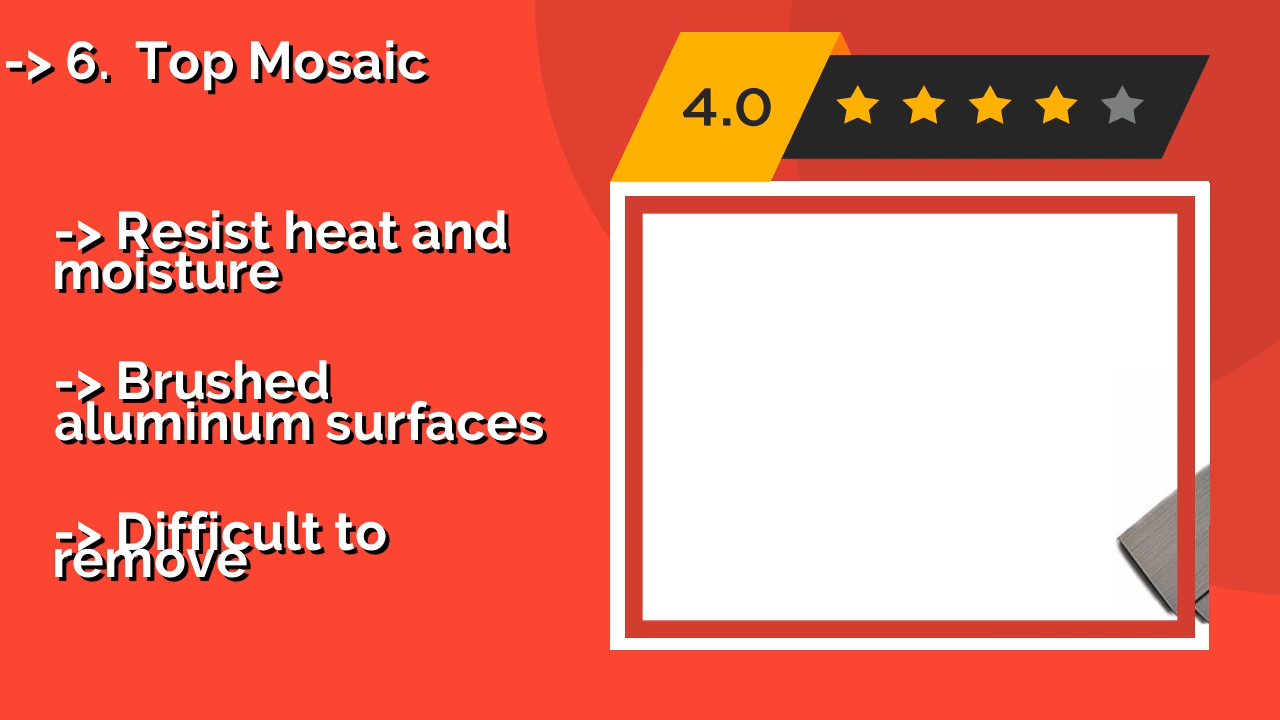 -> 6.  Top Mosaic
4.0
-> Resist heat and
moisture
-> Brushed
aluminum surfaces
-> Difficult to
remove